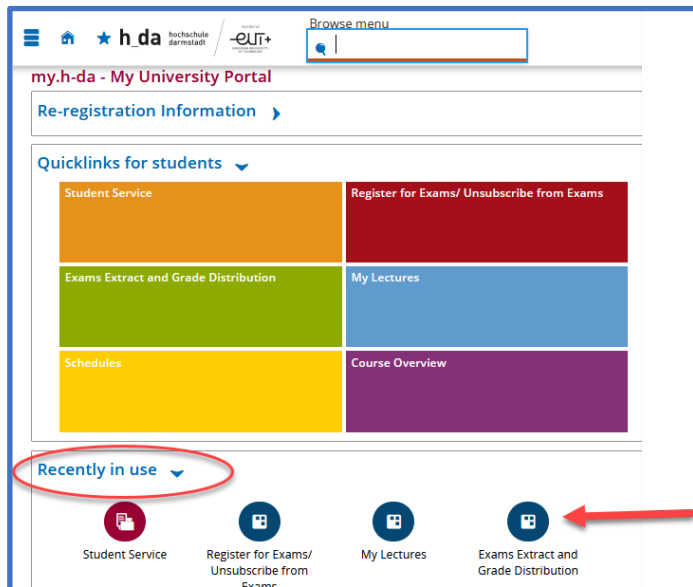 Browse menu
h_da hochschule darmstadt
EUT+
my.h-da - My University Portal
Re-registration Information
Quicklinks for students
Student Service
Register for Exams/ Unsubscribe from Exams
Exams Extract and Grade Distribution
My Lectures
Schedules
Course Overview
Recently in use
Student Service
Register for Exams/
Unsubscribe from
Exams
My Lectures
Exams Extract and
Grade Distribution